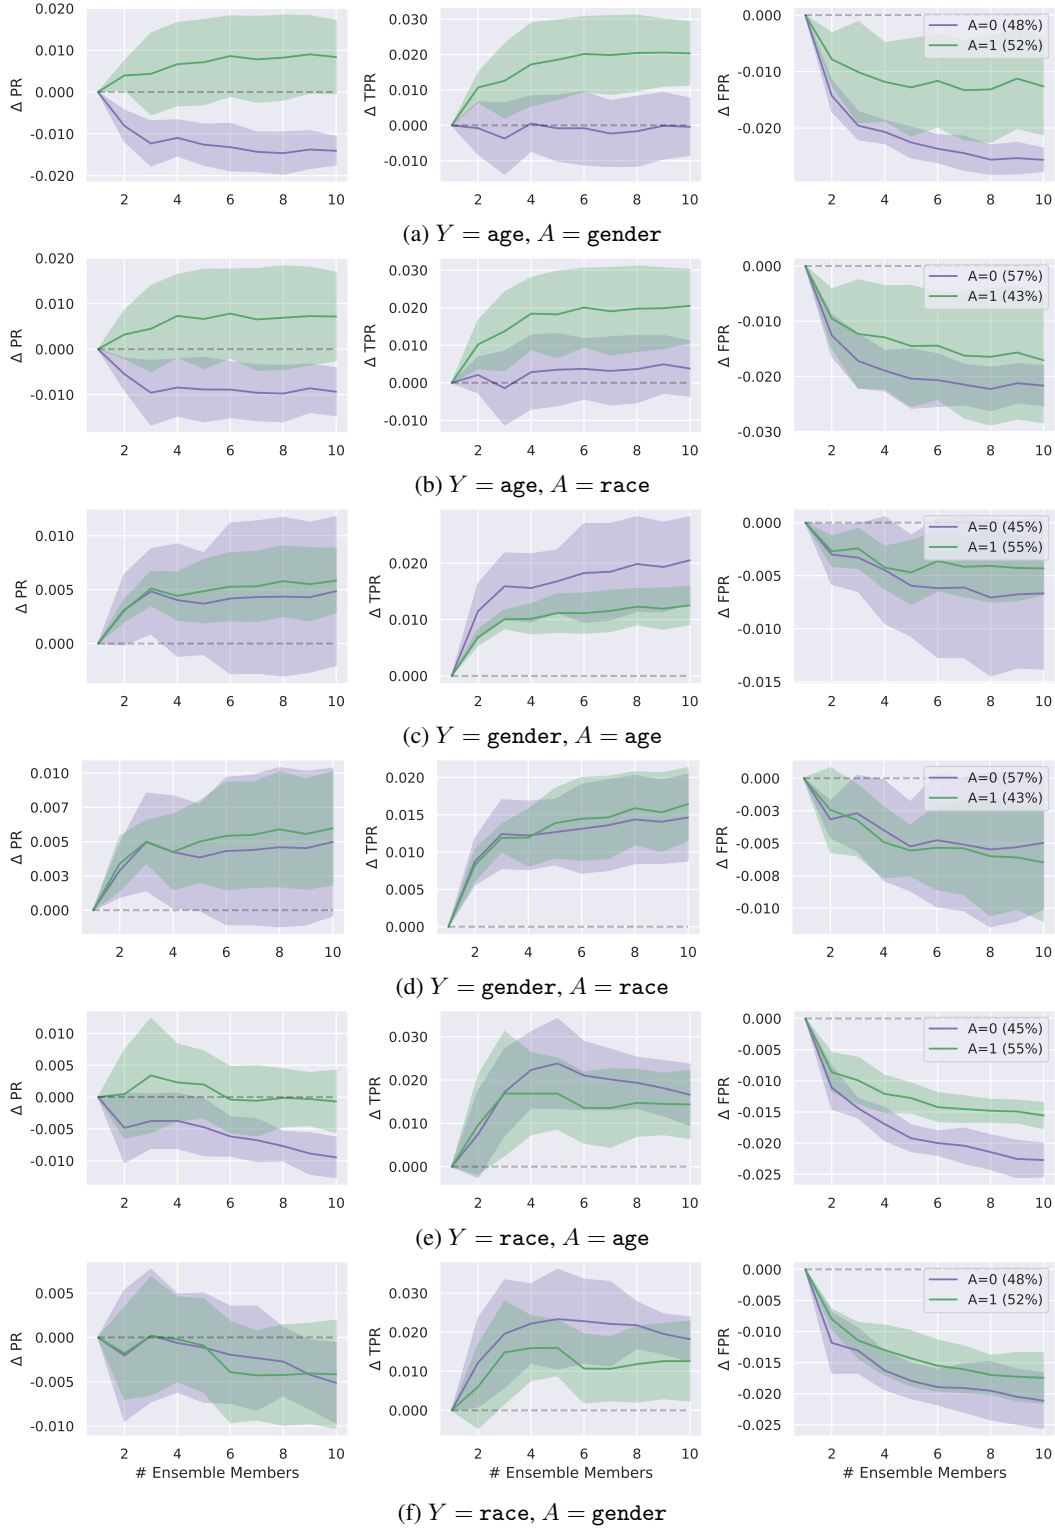 0.020
0.010
0.000
-0.010
-0.020
Δ PR
2 4 6 8 10
0.030
0.020
0.010
0.000
-0.010
Δ TPR
2 4 6 8 10
0.000
-0.010
-0.020
Δ FPR
A=0 (48%)
A=1 (52%)
2 4 6 8 10
(a) Y = age, A = gender
0.020
0.010
0.000
-0.010
Δ PR
2 4 6 8 10
0.030
0.020
0.010
0.000
-0.010
Δ TPR
2 4 6 8 10
0.000
-0.010
-0.020
-0.030
Δ FPR
A=0 (57%)
A=1 (43%)
2 4 6 8 10
(b) Y = age, A = race
0.010
0.005
0.000
Δ PR
2 4 6 8 10
0.020
0.010
0.000
Δ TPR
2 4 6 8 10
0.000
-0.005
-0.010
-0.015
Δ FPR
A=0 (45%)
A=1 (55%)
2 4 6 8 10
(c) Y = gender, A = age
0.010
0.007
0.005
0.003
0.000
Δ PR
2 4 6 8 10
0.020
0.015
0.010
0.005
0.000
Δ TPR
2 4 6 8 10
0.000
-0.003
-0.005
-0.008
-0.010
Δ FPR
A=0 (57%)
A=1 (43%)
2 4 6 8 10
(d) Y = gender, A = race
0.010
0.005
0.000
-0.005
-0.010
Δ PR
2 4 6 8 10
0.030
0.020
0.010
0.000
Δ TPR
2 4 6 8 10
0.000
-0.005
-0.010
-0.015
-0.020
-0.025
Δ FPR
A=0 (45%)
A=1 (55%)
2 4 6 8 10
(e) Y = race, A = age
0.005
0.000
-0.005
-0.010
Δ PR
2 4 6 8 10
# Ensemble Members
0.030
0.020
0.010
0.000
Δ TPR
2 4 6 8 10
# Ensemble Members
0.000
-0.005
-0.010
-0.015
-0.020
-0.025
Δ FPR
A=0 (48%)
A=1 (52%)
2 4 6 8 10
# Ensemble Members
(f) Y = race, A = gender